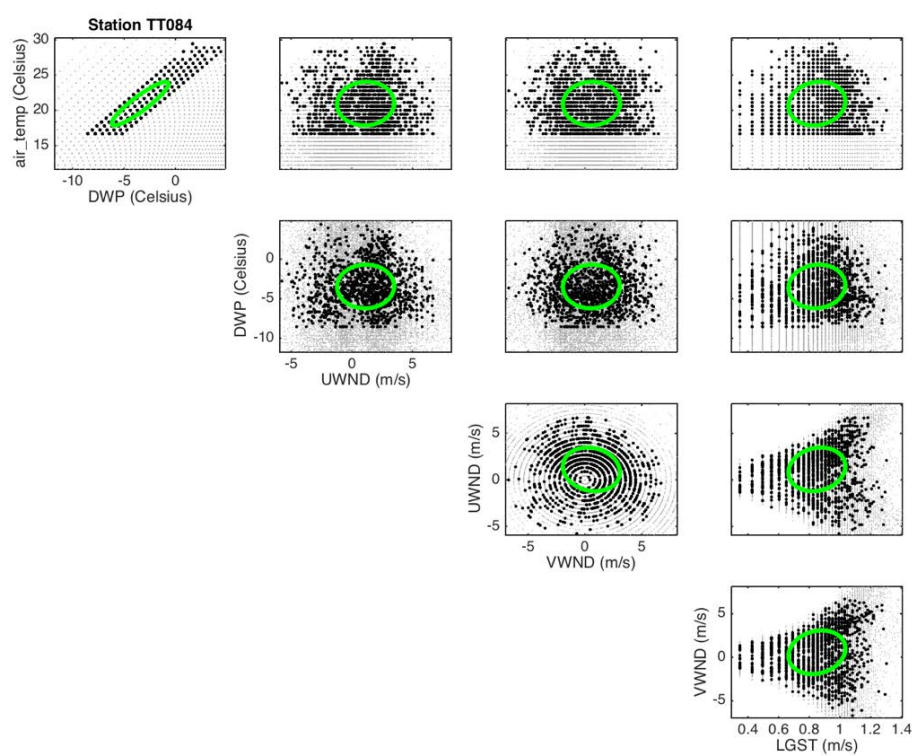 Station TT084
30
25
20
15
air_temp (Celsius)
-10 -5 0
DWP (Celsius)
0
-5
-10
DWP (Celsius)
-5 0 5
UWND (m/s)
5
0
-5
UWND (m/s)
-5 0 5
VWND (m/s)
5
0
-5
VWND (m/s)
0.4 0.6 0.8 1 1.2 1.4
LGST (m/s)